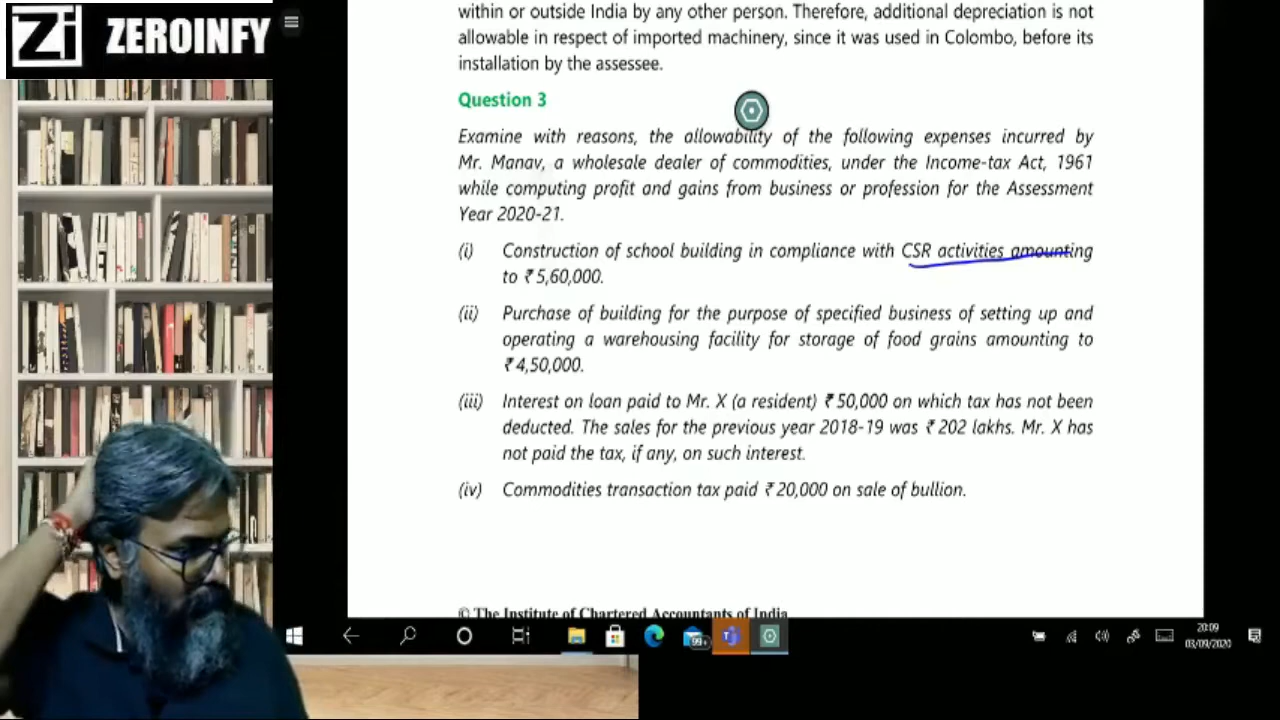 Zi ZEROINFY
within or outside India by any other person. Therefore, additional depreciation is not
allowable in respect of imported machinery, since it was used in Colombo, before its
installation by the assessee.
Question 3
Examine with reasons, the allowability of the following expenses incurred by
Mr. Manav, a wholesale dealer of commodities, under the Income-tax Act, 1961
while computing profit and gains from business or profession for the Assessment
Year 2020-21.
(i) Construction of school building in compliance with CSR activities amounting
to ₹ 5,60,000.
(ii) Purchase of building for the purpose of specified business of setting up and
operating a warehousing facility for storage of food grains amounting to
₹ 4,50,000.
(iii) Interest on loan paid to Mr. X (a resident) ₹ 50,000 on which tax has not been
deducted. The sales for the previous year 2018-19 was ₹ 202 lakhs. Mr. X has
not paid the tax, if any, on such interest.
(iv) Commodities transaction tax paid ₹ 20,000 on sale of bullion.
© The Institute of Chartered Accountants of India
99+
20:09
03/09/2020